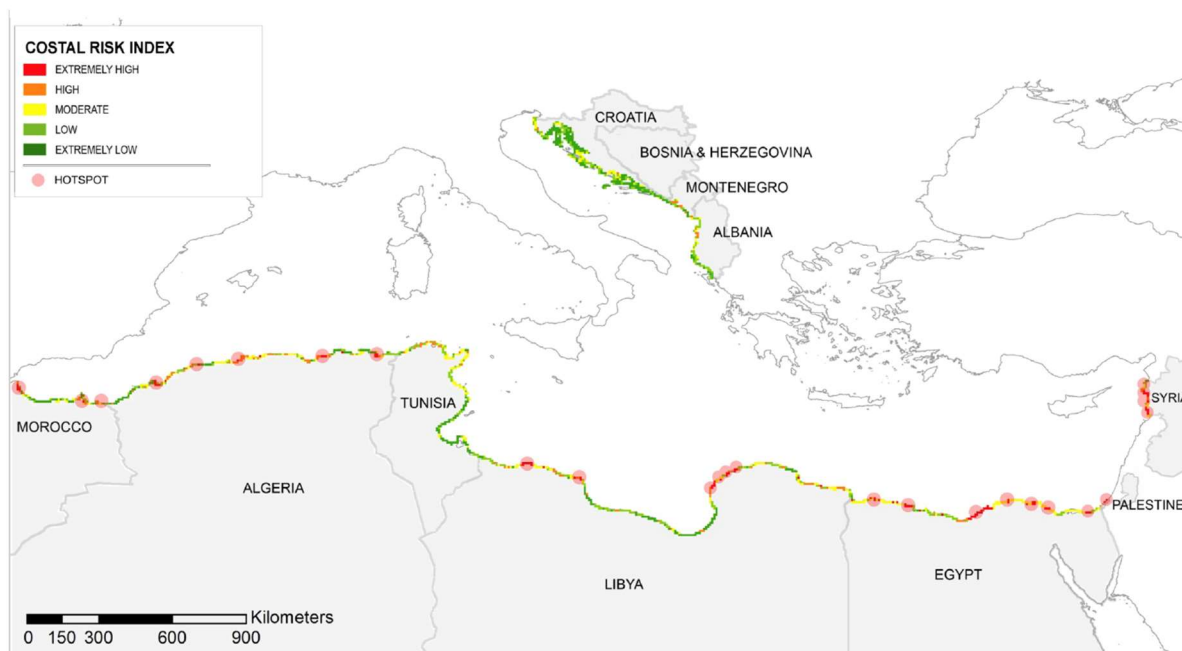 COSTAL RISK INDEX
EXTREMELY HIGH
HIGH
MODERATE
LOW
EXTREMELY LOW
HOTSPOT
CROATIA
BOSNIA & HERZEGOVINA
MONTENEGRO
ALBANIA
TUNISIA
SYRIA
MOROCCO
ALGERIA
PALESTINE
LIBYA
EGYPT
Kilometers
0 150 300 600 900